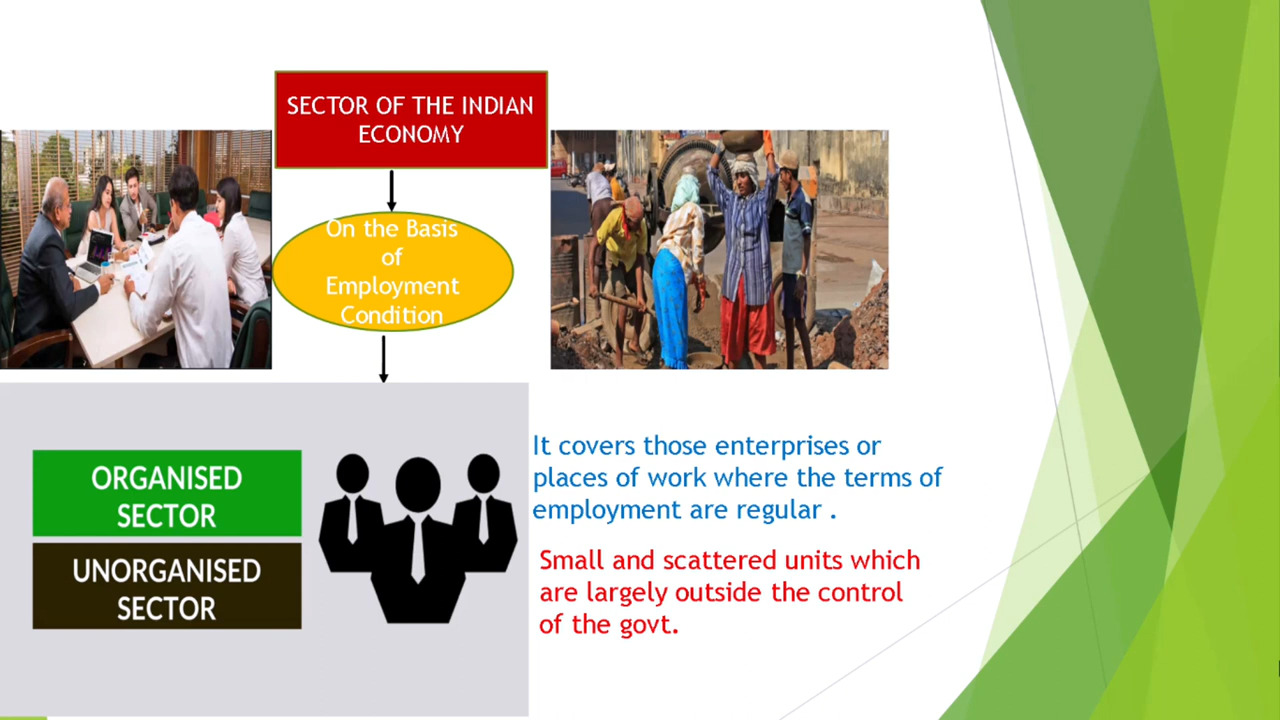 SECTOR OF THE INDIAN
ECONOMY
On the Basis
of
Employment
Condition
ORGANISED
SECTOR
UNORGANISED
SECTOR
It covers those enterprises or
places of work where the terms of
employment are regular .
Small and scattered units which
are largely outside the control
of the govt.